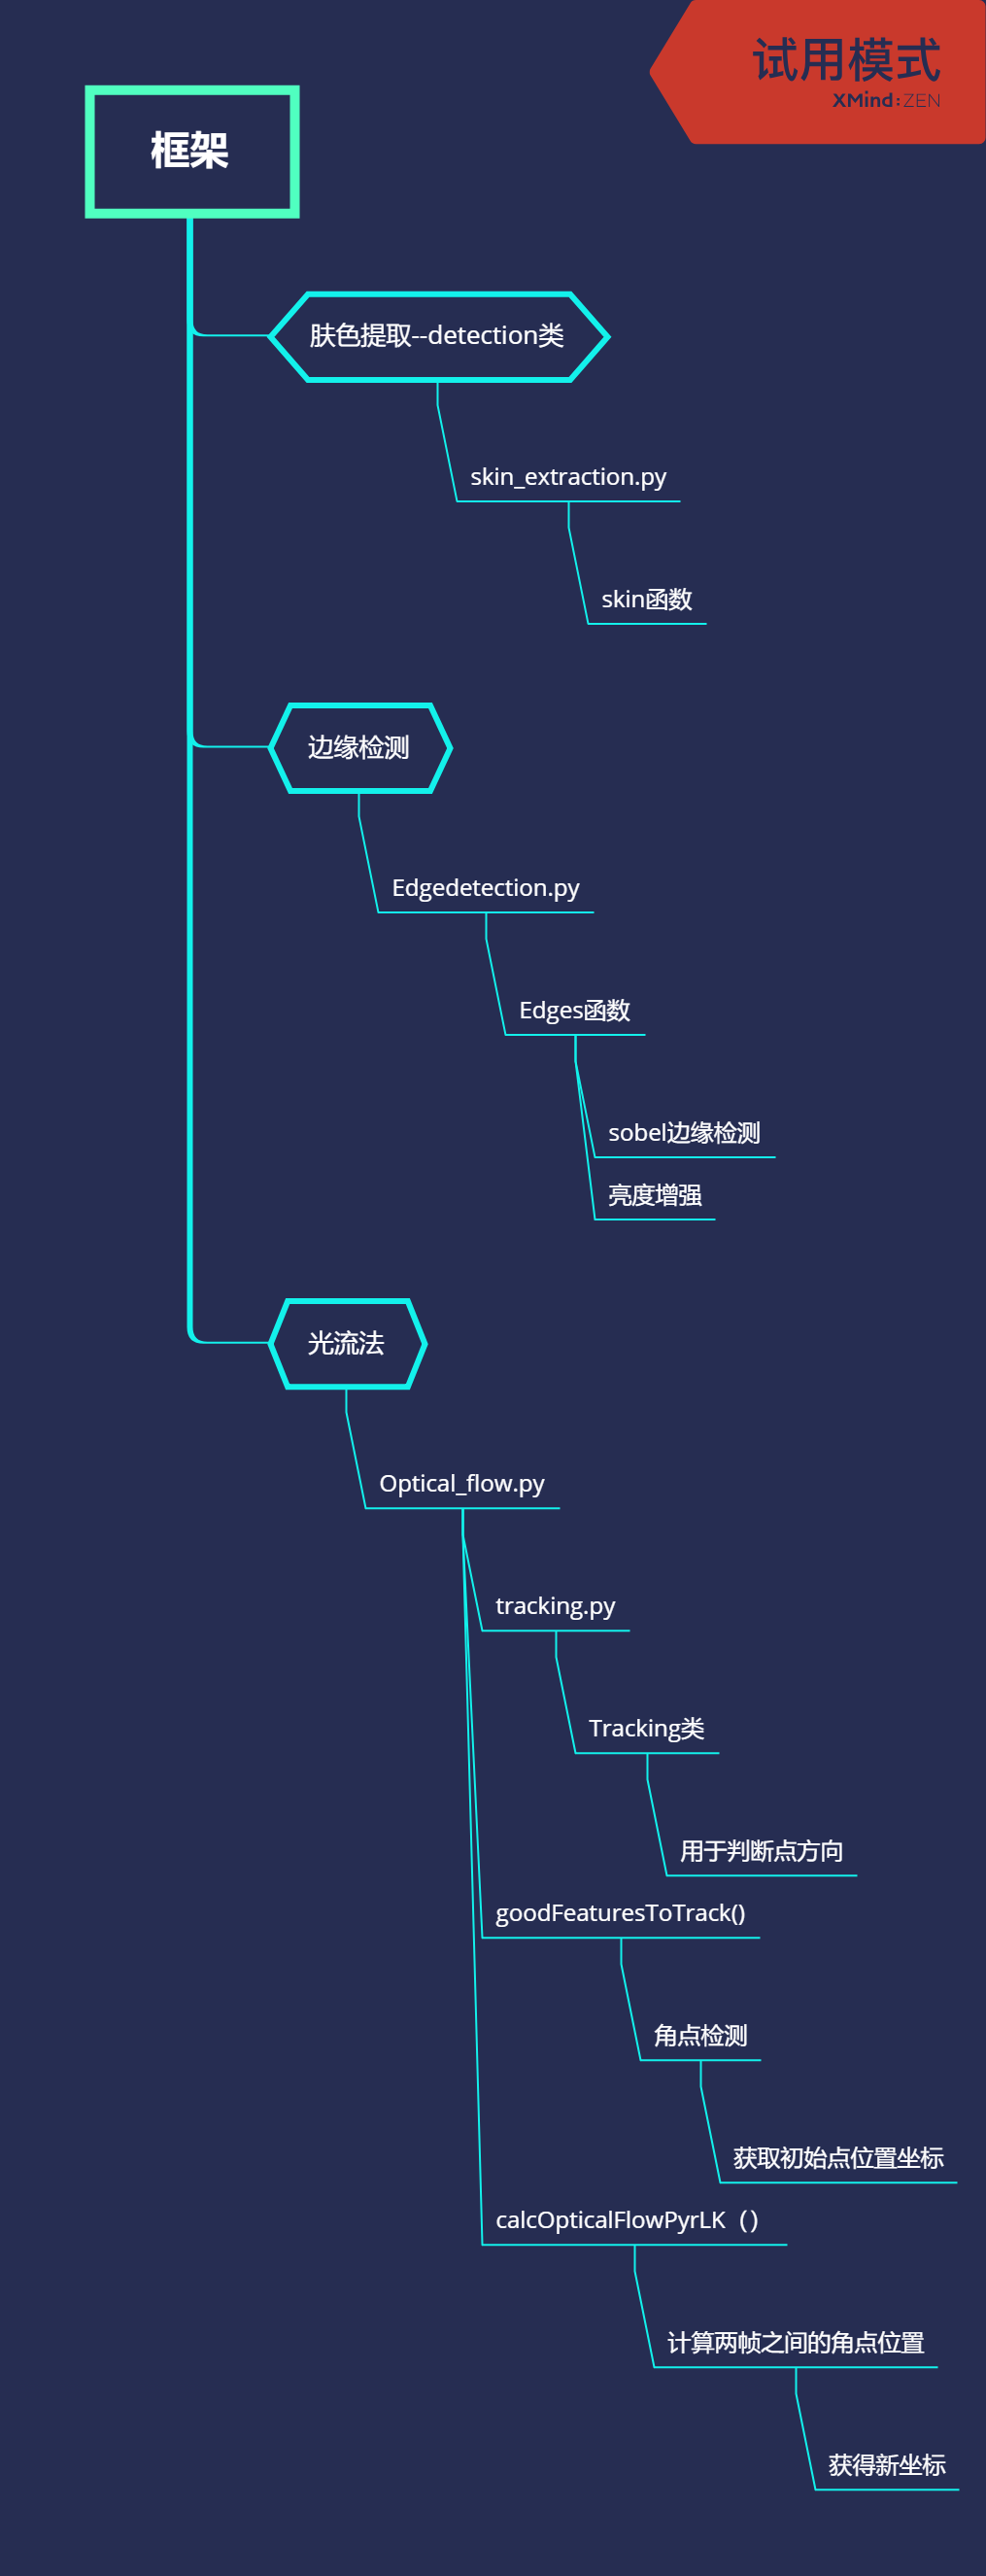 试用模式
XMind:ZEN
框架
肤色提取--detection类
skin_extraction.py
skin函数
边缘检测
Edgedetection.py
Edges函数
sobel边缘检测
亮度增强
光流法
Optical_flow.py
tracking.py
Tracking类
用于判断点方向
goodFeaturesToTrack()
角点检测
获取初始点位置坐标
calcOpticalFlowPyrLK（）
计算两帧之间的角点位置
获得新坐标